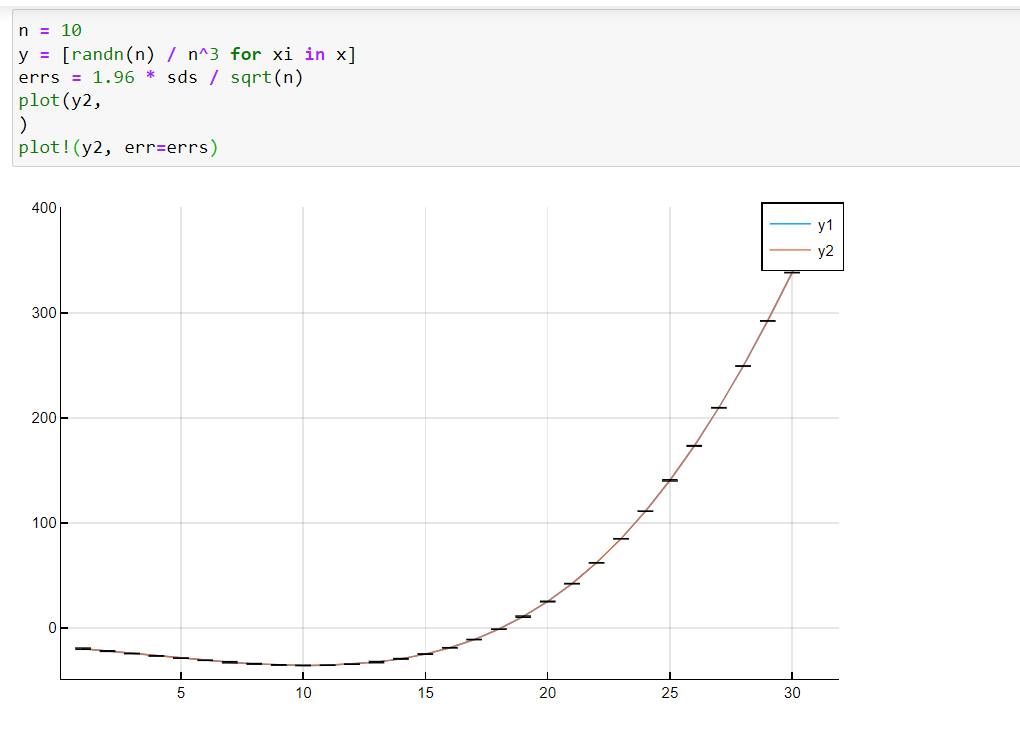 n = 10
y = [randn(n) / n^3 for xi in x]
errs = 1.96 * sds / sqrt(n)
plot(y2,
)
plot!(y2, err=errs)
400
300
200
100
0
y1
y2
5 10 15 20 25 30